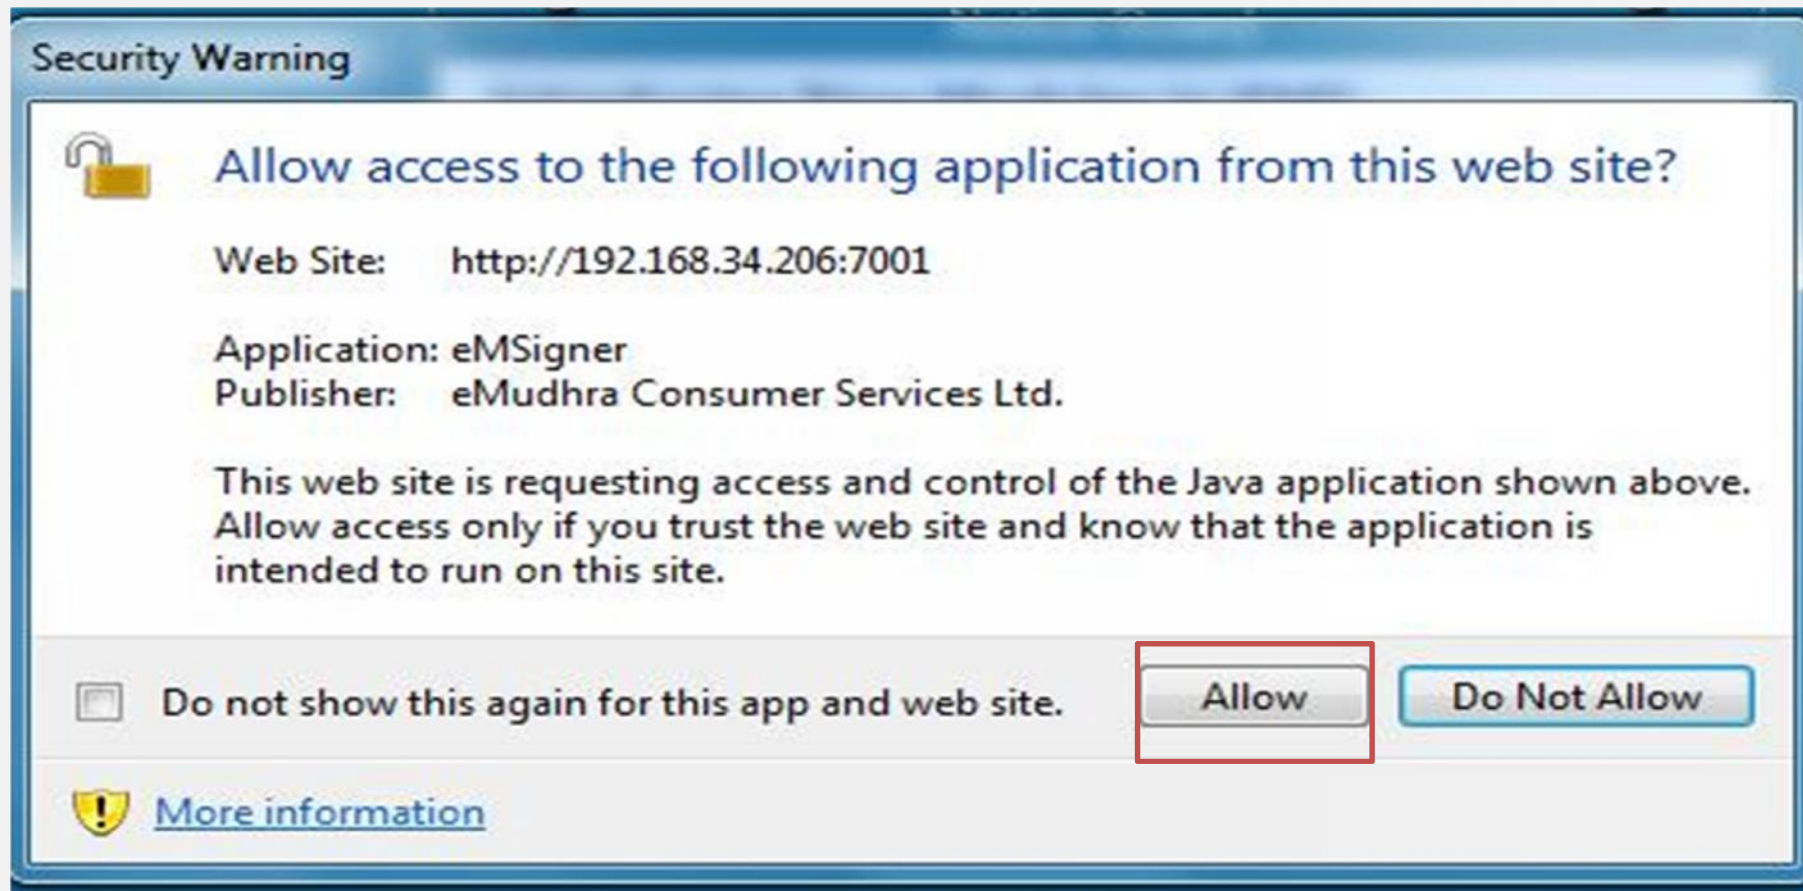 Security Warning
Allow access to the following application from this web site?
Web Site: http://192.168.34.206:7001
Application: eMSigner
Publisher: eMudhra Consumer Services Ltd.
This web site is requesting access and control of the Java application shown above.
Allow access only if you trust the web site and know that the application is
intended to run on this site.
Do not show this again for this app and web site.
Allow
Do Not Allow
More information